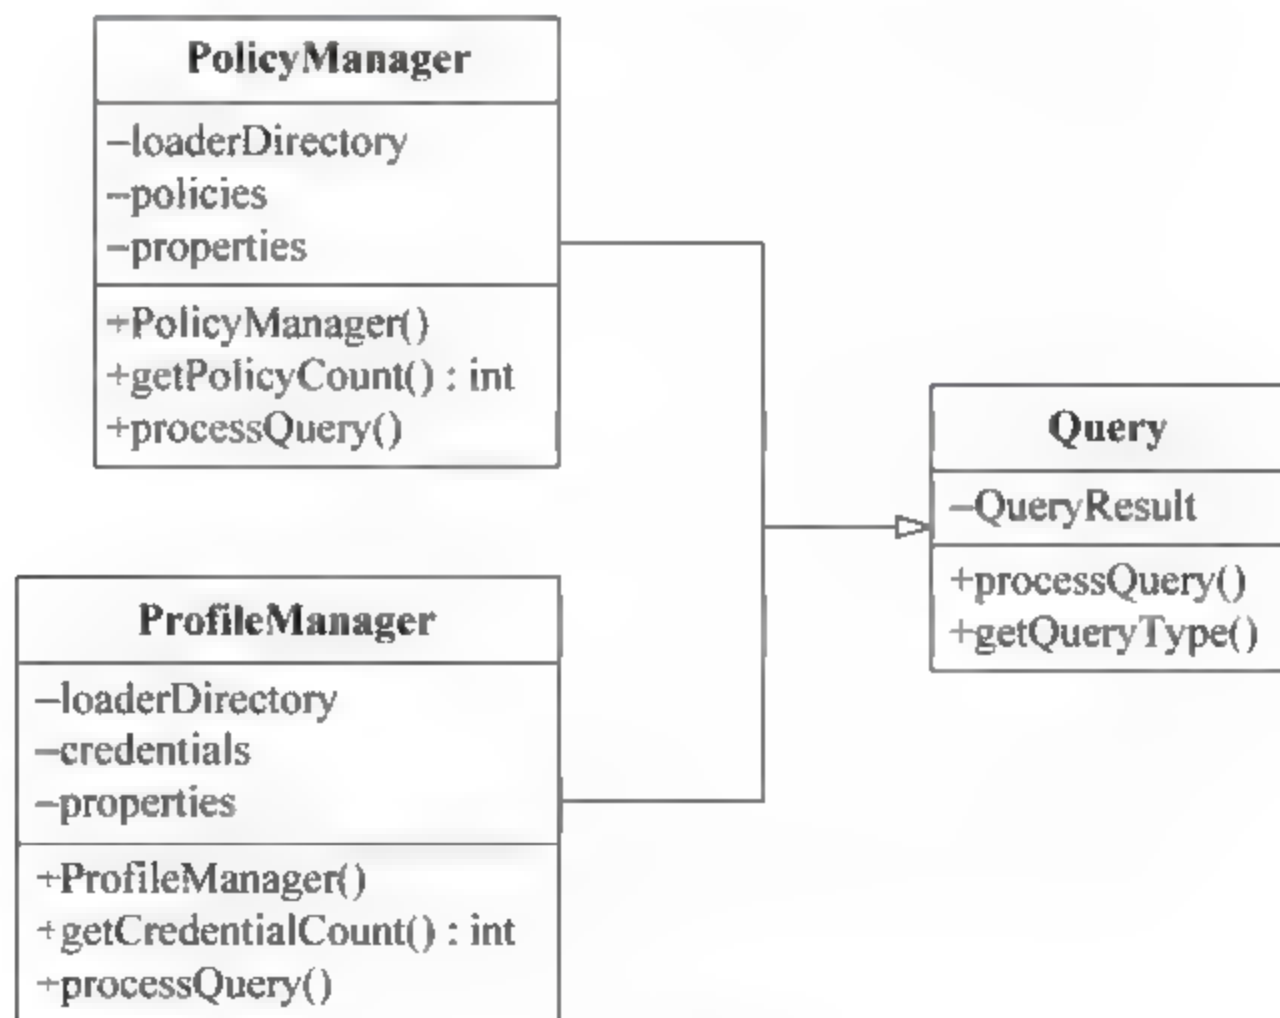 PolicyManager
–loaderDirectory
–policies
–properties
+PolicyManager()
+getPolicyCount() : int
+processQuery()
Query
–QueryResult
+processQuery()
+getQueryType()
ProfileManager
–loaderDirectory
–credentials
–properties
+ProfileManager()
+getCredentialCount() : int
+processQuery()